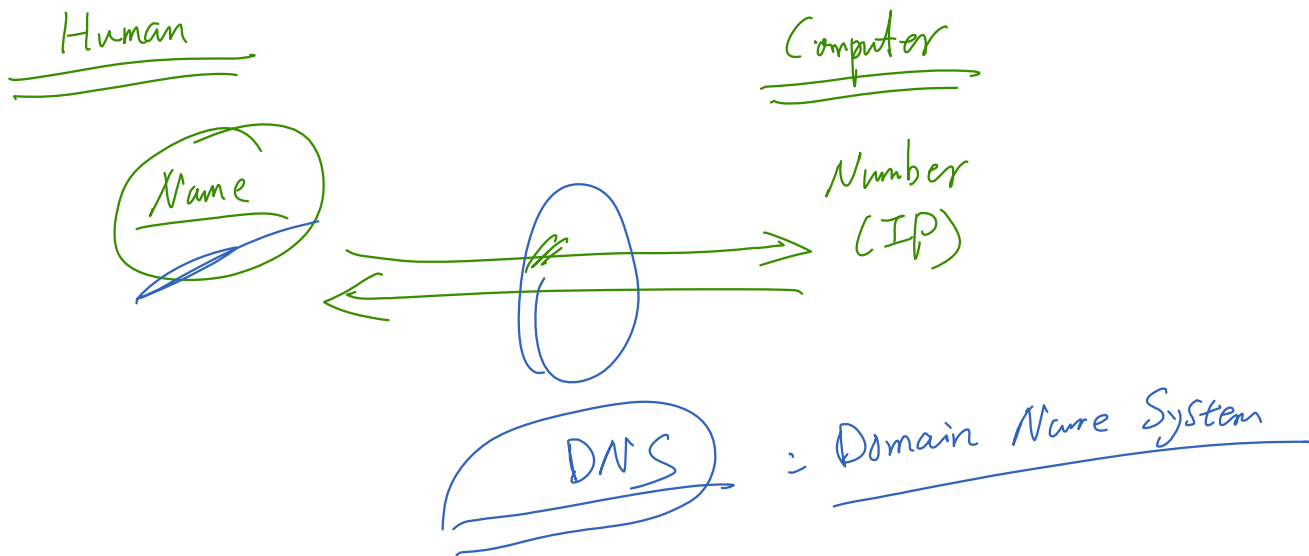 Human
Computer
Name
Number
(IP)
DNS : Domain Name System